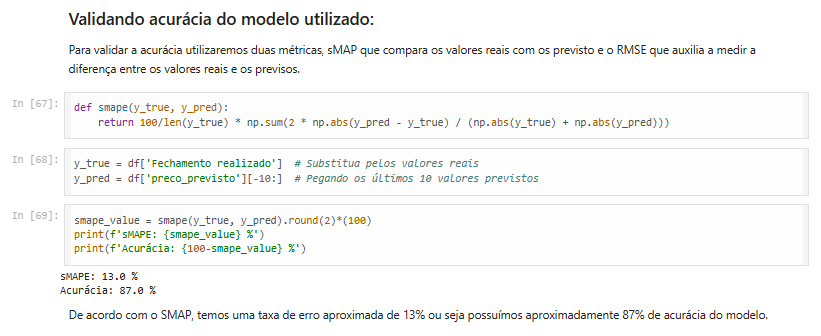 Validando acurácia do modelo utilizado:
Para validar a acurácia utilizaremos duas métricas, sMAP que compara os valores reais com os previsto e o RMSE que auxilia a medir a
diferença entre os valores reais e os previsos.
In [67]:
def smape(y_true, y_pred):
    return 100/len(y_true) * np.sum(2 * np.abs(y_pred - y_true) / (np.abs(y_true) + np.abs(y_pred)))
In [68]:
y_true = df['Fechamento realizado']  # Substitua pelos valores reais
y_pred = df['preco_previsto'][-10:]  # Pegando os últimos 10 valores previstos
In [69]:
smape_value = smape(y_true, y_pred).round(2)*(100)
print(f'sMAPE: {smape_value} %')
print(f'Acurácia: {100-smape_value} %')
sMAPE: 13.0 %
Acurácia: 87.0 %
De acordo com o SMAP, temos uma taxa de erro aproximada de 13% ou seja possuímos aproximadamente 87% de acurácia do modelo.